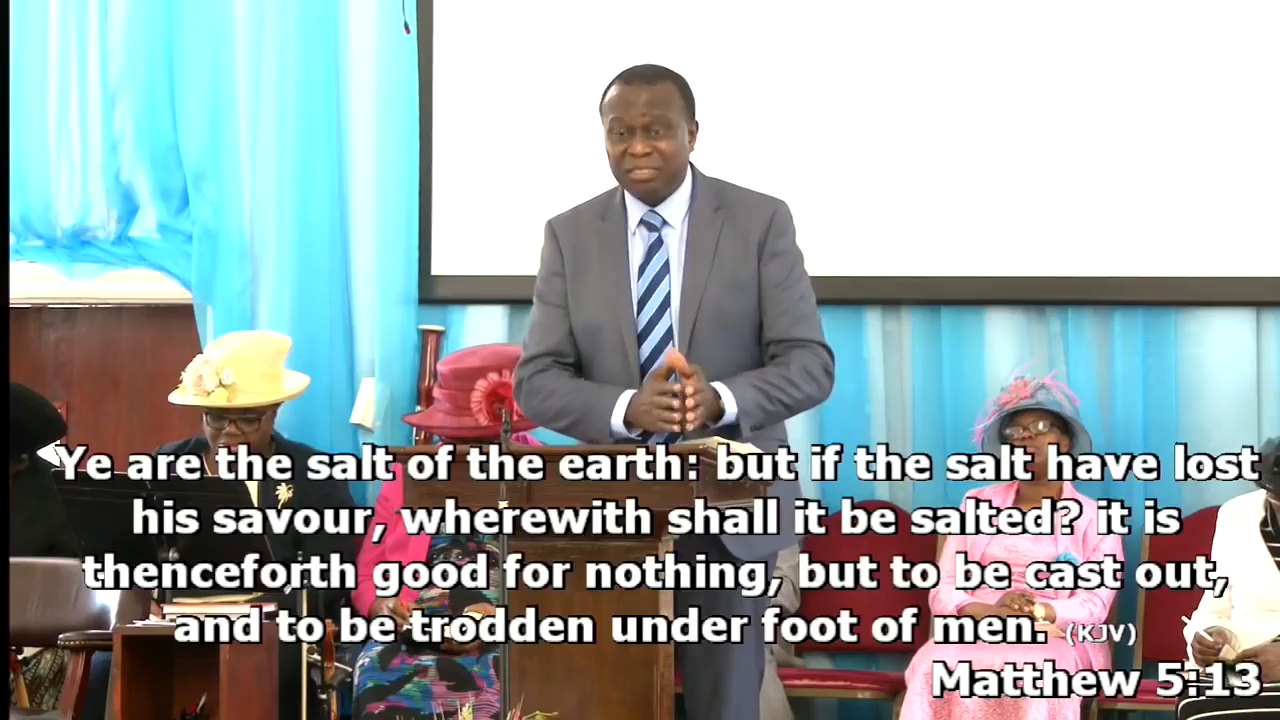 Ye are the salt of the earth: but if the salt have lost
his savour, wherewith shall it be salted? it is
thenceforth good for nothing, but to be cast out,
and to be trodden under foot of men. (KJV)
Matthew 5:13